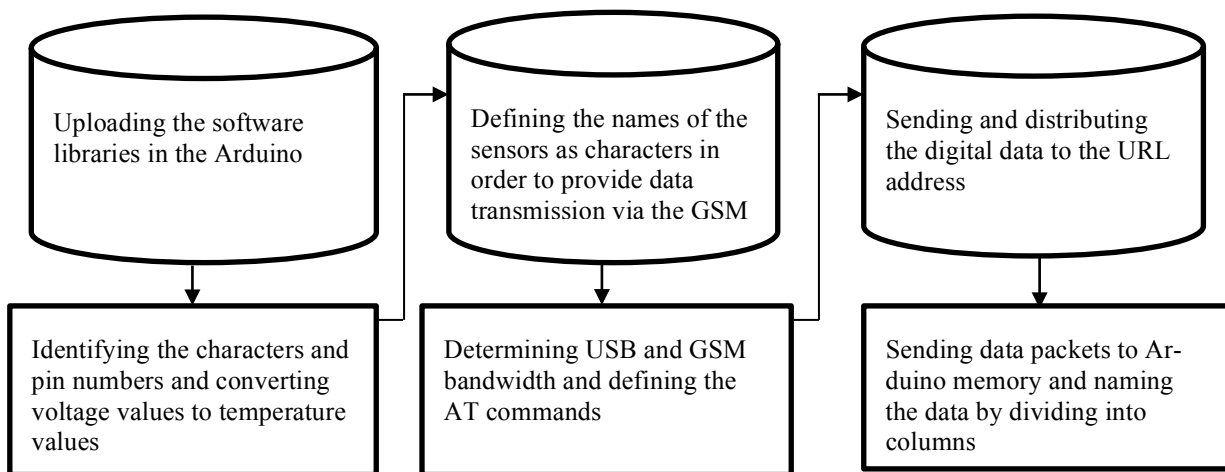 Uploading the software
libraries in the Arduino
Identifying the characters and
pin numbers and converting
voltage values to temperature
values
Defining the names of the
sensors as characters in
order to provide data
transmission via the GSM
Determining USB and GSM
bandwidth and defining the
AT commands
Sending and distributing
the digital data to the URL
address
Sending data packets to Ar-
duino memory and naming
the data by dividing into
columns